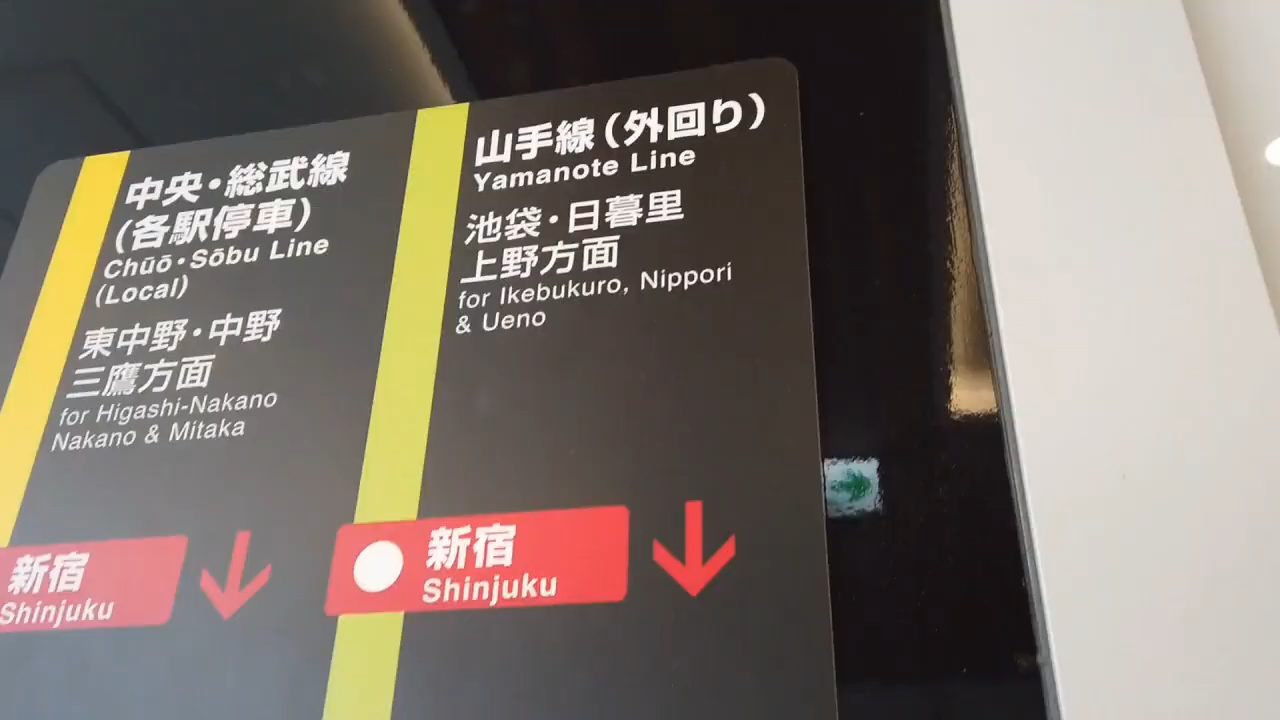 中央・総武線
(各駅停車)
Chūō・Sōbu Line
(Local)
東中野・中野
三鷹方面
for Higashi-Nakano
Nakano & Mitaka
新宿
Shinjuku
山手線(外回り)
Yamanote Line
池袋・日暮里
上野方面
for Ikebukuro, Nippori
& Ueno
新宿
Shinjuku